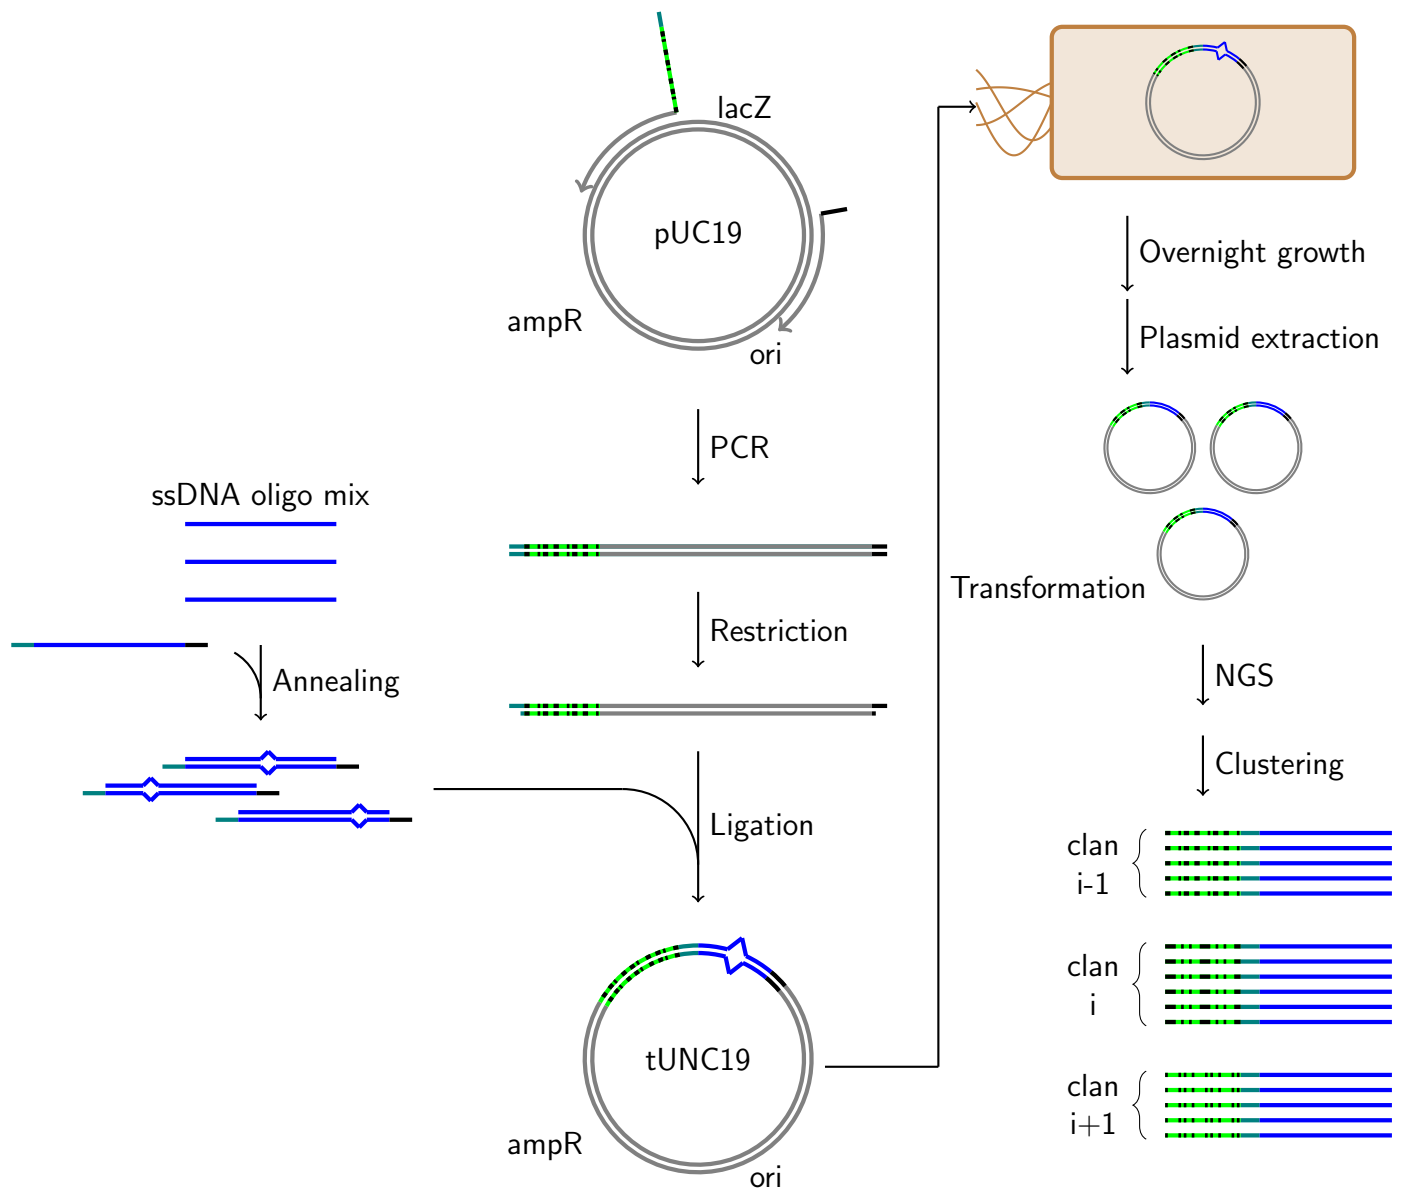 lacZ
pUC19
ampR
ori
PCR
ssDNA oligo mix
Restriction
Annealing
Ligation
tUNC19
ampR
ori
Transformation
Overnight growth
Plasmid extraction
NGS
Clustering
clan
i-1
clan
i
clan
i+1